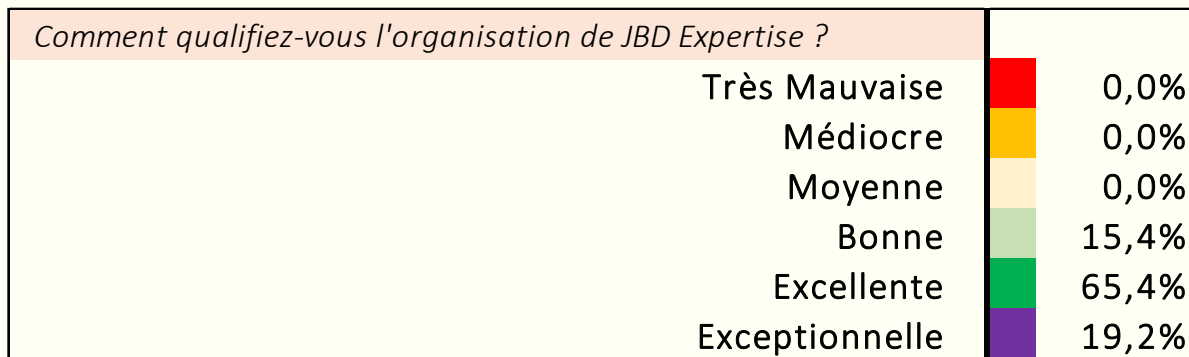 Comment qualifiez-vous l'organisation de JBD Expertise ?
Très Mauvaise 0,0%
Médiocre 0,0%
Moyenne 0,0%
Bonne 15,4%
Excellente 65,4%
Exceptionnelle 19,2%